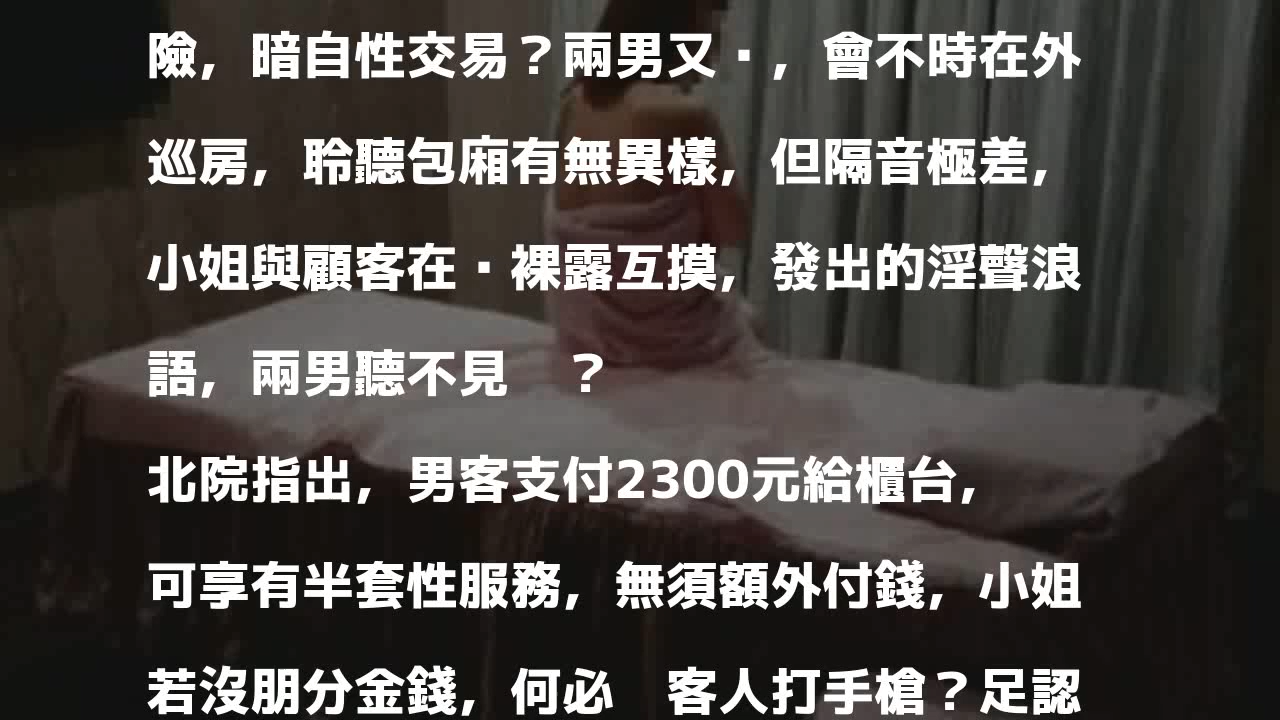 險，暗自性交易？兩男又·，會不時在外
巡房，聆聽包廂有無異樣，但隔音極差，
小姐與顧客在·裸露互摸，發出的淫聲浪
語，兩男聽不見　？
北院指出，男客支付2300元給櫃台，
可享有半套性服務，無須額外付錢，小姐
若沒朋分金錢，何必　客人打手槍？足認